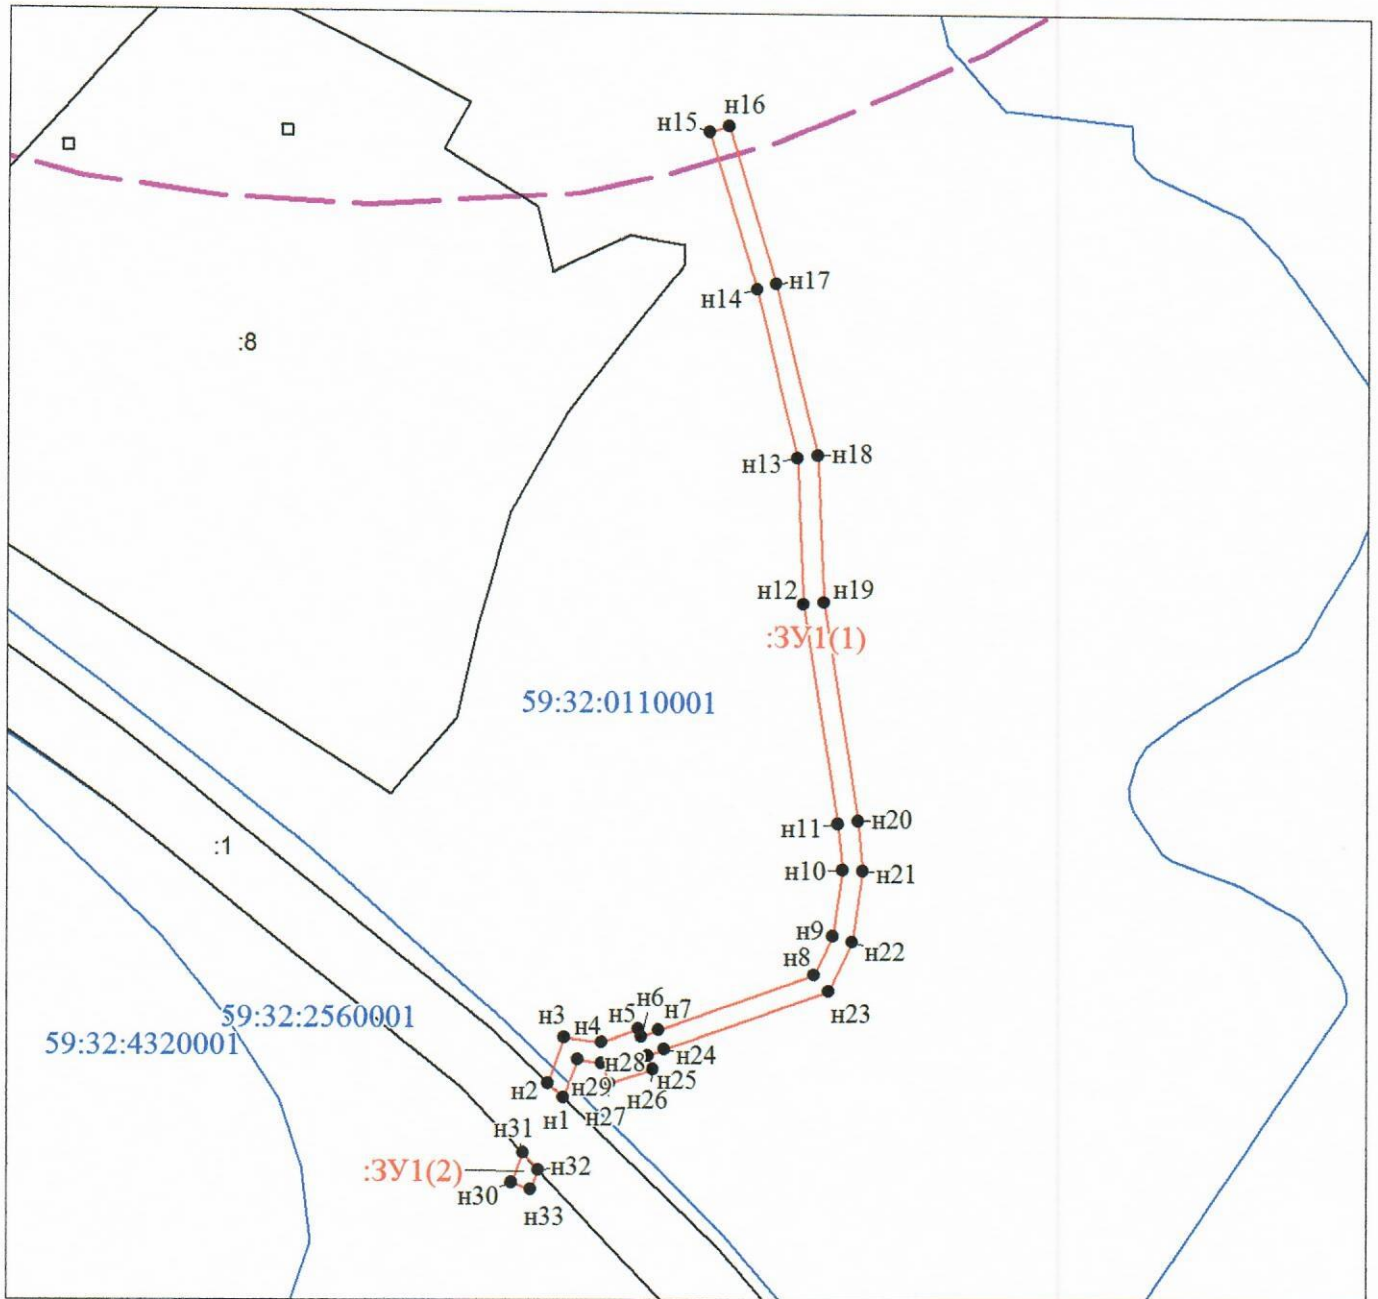 н16
н15
н17
н14
:8
н18
н13
н12
н19
:ЗУ1(1)
59:32:0110001
н11
н20
:1
н10
н21
н9
н22
н8
н6
59:32:2560001
н5
н7
н23
н3
н4
59:32:4320001
н28
н24
н25
н2
н29
н26
н1
н27
н31
:ЗУ1(2)
н32
н30
н33